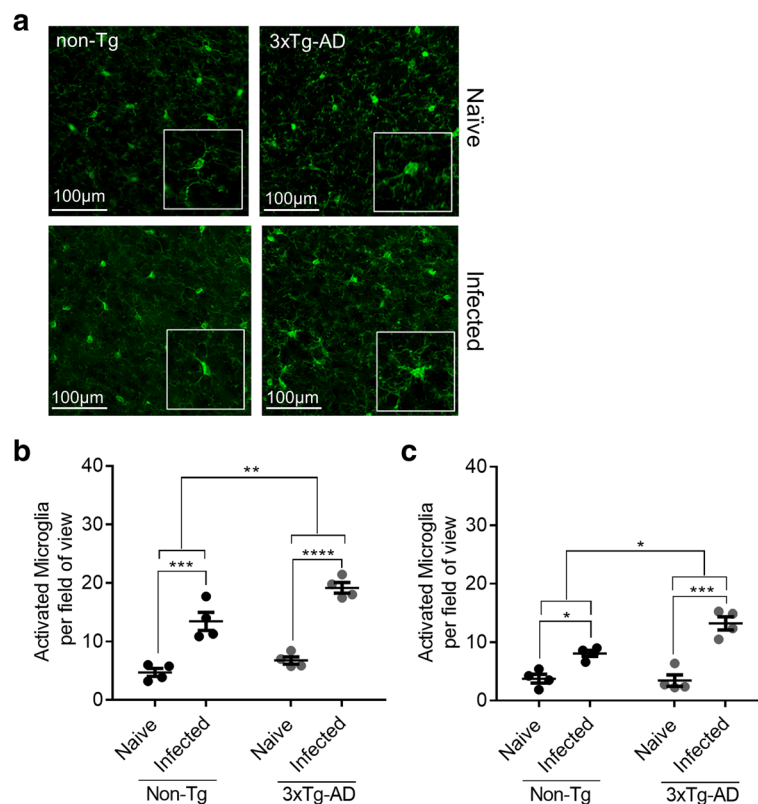 a
non-Tg
3xTg-AD
Naïve
100µm
100µm
Infected
100µm
100µm
b
c
40
30
20
10
0
Activated Microglia
per field of view
**
***
****
Naive
Infected
Naive
Infected
Non-Tg
3xTg-AD
40
30
20
10
0
Activated Microglia
per field of view
*
*
***
Naive
Infected
Naive
Infected
Non-Tg
3xTg-AD